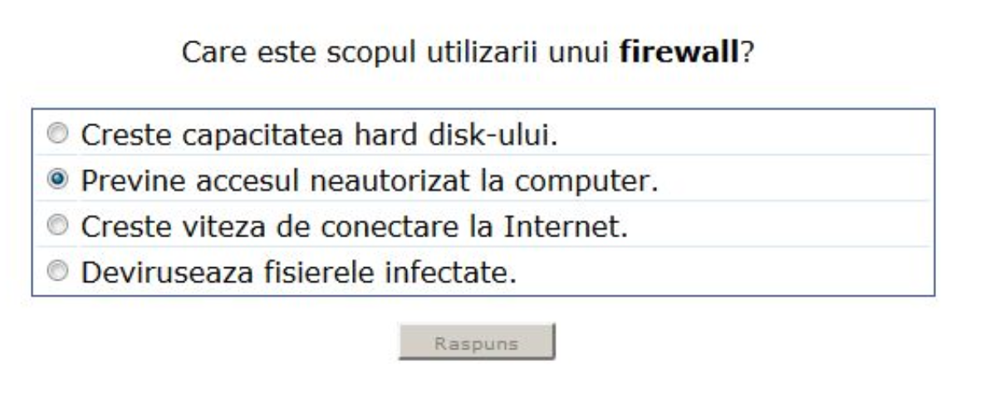 Care este scopul utilizarii unui firewall?
Creste capacitatea hard disk-ului.
Previne accesul neautorizat la computer.
Creste viteza de conectare la Internet.
Deviruseaza fisierele infectate.
Raspuns